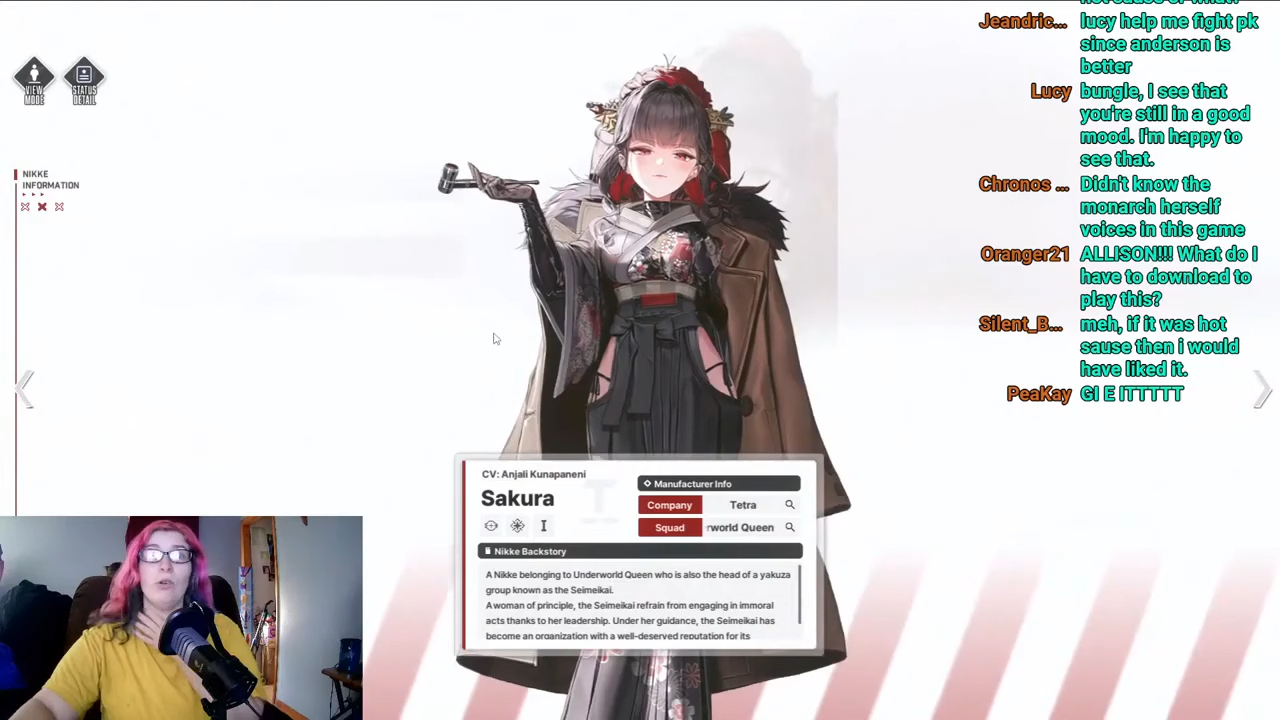 VIEW
MODE
STATUS
DETAIL
NIKKE
INFORMATION
CV: Anjali Kunapaneni
Sakura
Manufacturer Info
Company Tetra
Squad rworld Queen
Nikke Backstory
A Nikke belonging to Underworld Queen who is also the head of a yakuza
group known as the Seimeikai.
A woman of principle, the Seimeikai refrain from engaging in immoral
acts thanks to her leadership. Under her guidance, the Seimeikai has
become an organization with a well-deserved reputation for its
Jeandric... lucy help me fight pk
since anderson is
better
Lucy bungle, I see that
you're still in a good
mood. I'm happy to
see that.
Chronos ... Didn't know the
monarch herself
voices in this game
Oranger21 ALLISON!!! What do I
have to download to
play this?
Silent_B... meh, if it was hot
sause then i would
have liked it.
PeaKay GI E ITTTTT